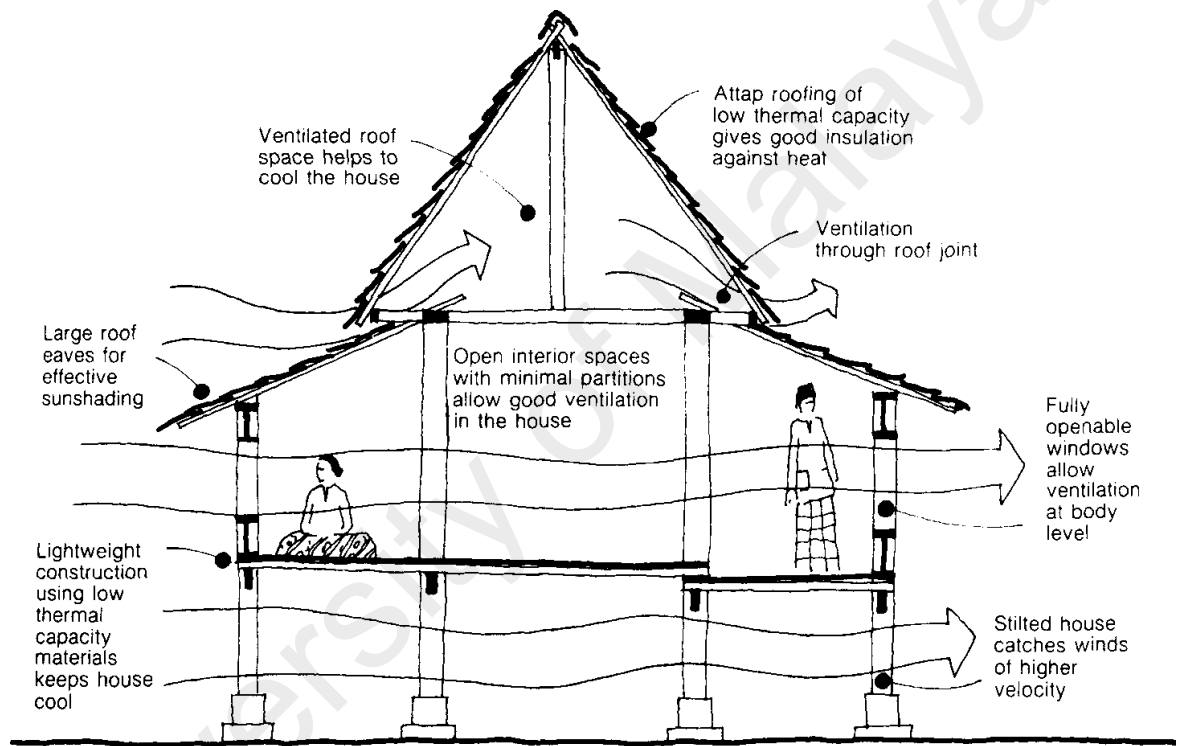 Attap roofing of
low thermal capacity
gives good insulation
against heat
Ventilated roof
space helps to
cool the house
Ventilation
through roof joint
Large roof
eaves for
effective
sunshading
Open interior spaces
with minimal partitions
allow good ventilation
in the house
Fully
openable
windows
allow
ventilation
at body
level
Lightweight
construction
using low
thermal
capacity
materials
keeps house
cool
Stilted house
catches winds
of higher
velocity
versity of Malaya